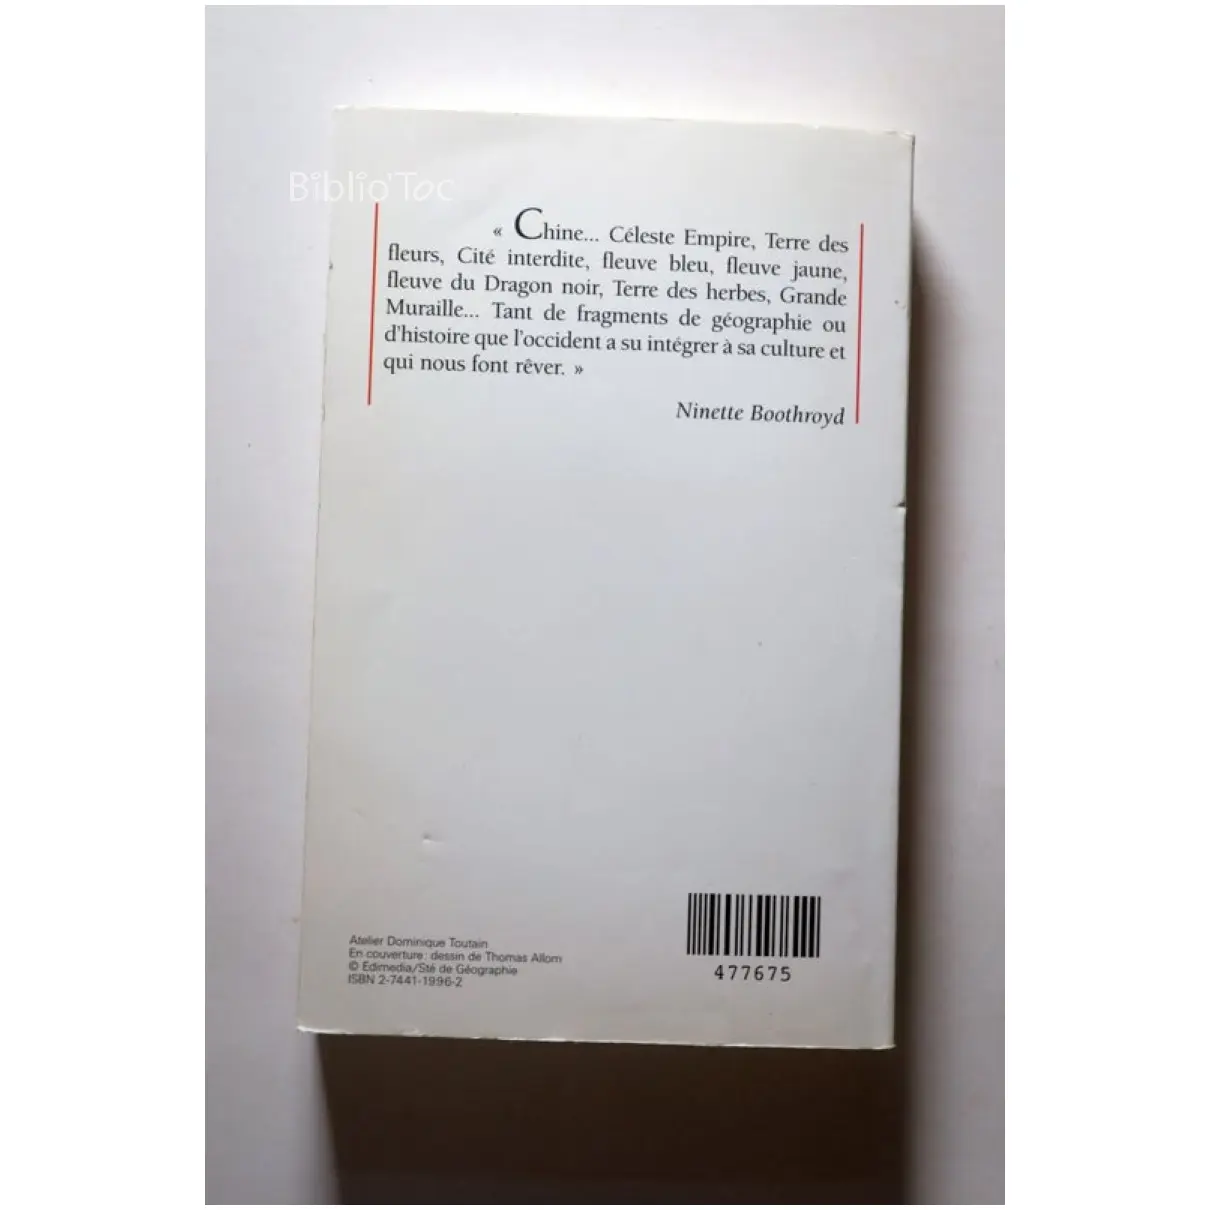 Biblio'Toc
« Chine... Céleste Empire, Terre des
fleurs, Cité interdite, fleuve bleu, fleuve jaune,
fleuve du Dragon noir, Terre des herbes, Grande
Muraille... Tant de fragments de géographie ou
d'histoire que l'occident a su intégrer à sa culture et
qui nous font rêver. »
Ninette Boothroyd
Atelier Dominique Toutain
En couverture : dessin de Thomas Allom
© Edimedia/Sté de Géographie
ISBN 2-7441-1996-2
477675